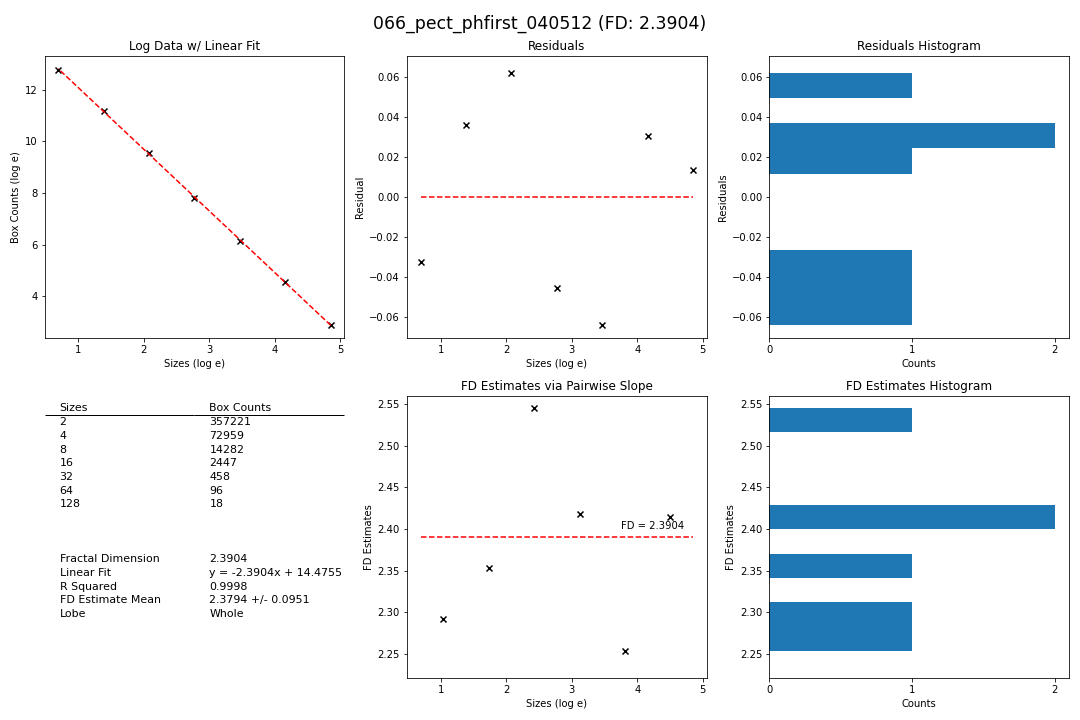 066_pect_phfirst_040512 (FD: 2.3904)
Log Data w/ Linear Fit
Box Counts (log e)
12
10
8
6
4
1 2 3 4 5
Sizes (log e)
Residuals
Residual
0.06
0.04
0.02
0.00
−0.02
−0.04
−0.06
1 2 3 4 5
Sizes (log e)
Residuals Histogram
Residuals
0.06
0.04
0.02
0.00
−0.02
−0.04
−0.06
0 1 2
Counts
Sizes Box Counts
2 357221
4 72959
8 14282
16 2447
32 458
64 96
128 18
Fractal Dimension 2.3904
Linear Fit y = -2.3904x + 14.4755
R Squared 0.9998
FD Estimate Mean 2.3794 +/- 0.0951
Lobe Whole
FD Estimates via Pairwise Slope
FD Estimates
2.55
2.50
2.45
2.40
2.35
2.30
2.25
FD = 2.3904
1 2 3 4 5
Sizes (log e)
FD Estimates Histogram
FD Estimates
2.55
2.50
2.45
2.40
2.35
2.30
2.25
0 1 2
Counts